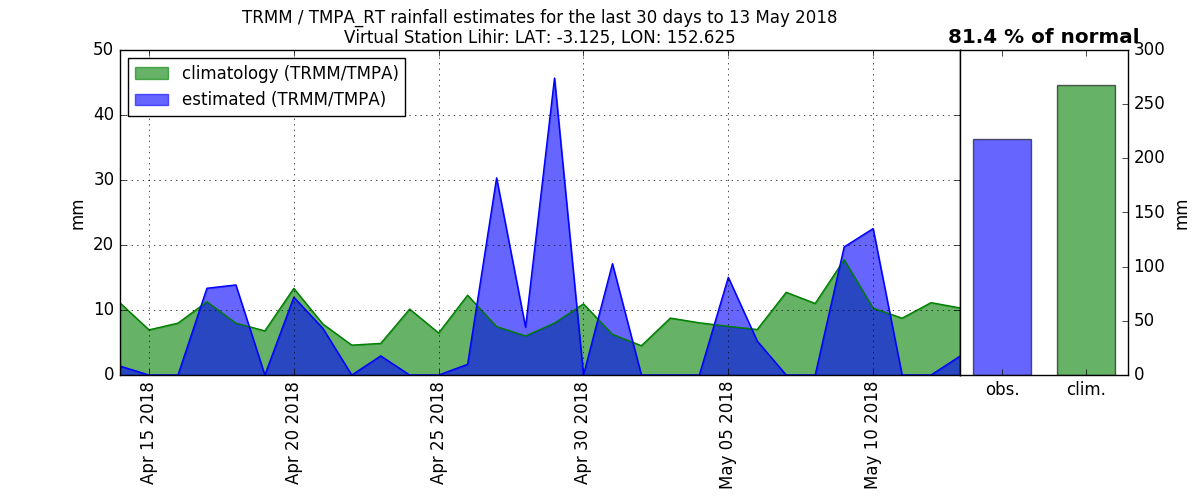 TRMM / TMPA_RT rainfall estimates for the last 30 days to 13 May 2018
Virtual Station Lihir: LAT: -3.125, LON: 152.625
81.4 % of normal
climatology (TRMM/TMPA)
estimated (TRMM/TMPA)
50
40
30
20
10
0
mm
Apr 15 2018
Apr 20 2018
Apr 25 2018
Apr 30 2018
May 05 2018
May 10 2018
obs.
clim.
300
250
200
150
100
50
0
mm